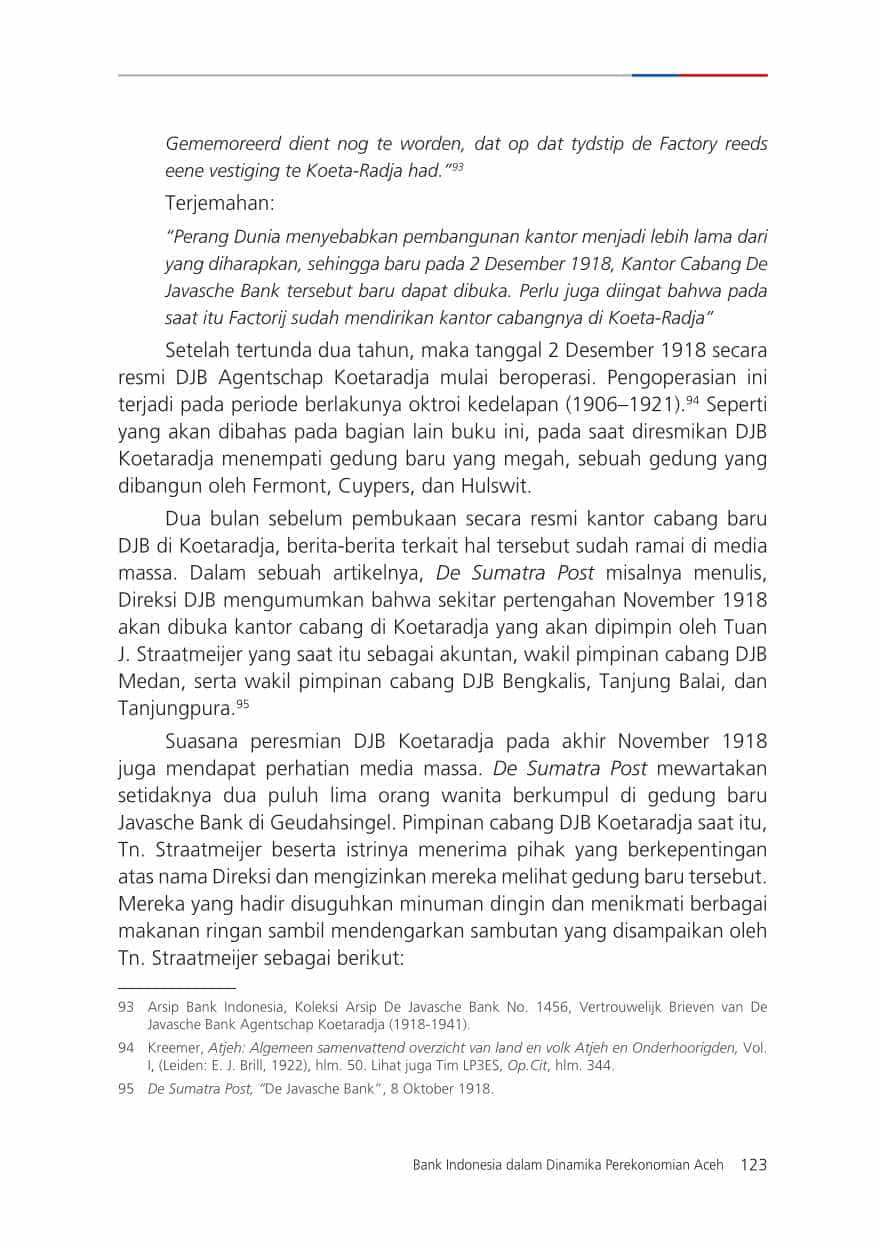 Gememoreerd dient nog te worden, dat op dat tydstip de Factory reeds
eene vestiging te Koeta-Radja had.”93
Terjemahan:
“Perang Dunia menyebabkan pembangunan kantor menjadi lebih lama dari
yang diharapkan, sehingga baru pada 2 Desember 1918, Kantor Cabang De
Javasche Bank tersebut baru dapat dibuka. Perlu juga diingat bahwa pada
saat itu Factorij sudah mendirikan kantor cabangnya di Koeta-Radja”
Setelah tertunda dua tahun, maka tanggal 2 Desember 1918 secara
resmi DJB Agentschap Koetaradja mulai beroperasi. Pengoperasian ini
terjadi pada periode berlakunya oktroi kedelapan (1906–1921).94 Seperti
yang akan dibahas pada bagian lain buku ini, pada saat diresmikan DJB
Koetaradja menempati gedung baru yang megah, sebuah gedung yang
dibangun oleh Fermont, Cuypers, dan Hulswit.
Dua bulan sebelum pembukaan secara resmi kantor cabang baru
DJB di Koetaradja, berita-berita terkait hal tersebut sudah ramai di media
massa. Dalam sebuah artikelnya, De Sumatra Post misalnya menulis,
Direksi DJB mengumumkan bahwa sekitar pertengahan November 1918
akan dibuka kantor cabang di Koetaradja yang akan dipimpin oleh Tuan
J. Straatmeijer yang saat itu sebagai akuntan, wakil pimpinan cabang DJB
Medan, serta wakil pimpinan cabang DJB Bengkalis, Tanjung Balai, dan
Tanjungpura.95
Suasana peresmian DJB Koetaradja pada akhir November 1918
juga mendapat perhatian media massa. De Sumatra Post mewartakan
setidaknya dua puluh lima orang wanita berkumpul di gedung baru
Javasche Bank di Geudahsingel. Pimpinan cabang DJB Koetaradja saat itu,
Tn. Straatmeijer beserta istrinya menerima pihak yang berkepentingan
atas nama Direksi dan mengizinkan mereka melihat gedung baru tersebut.
Mereka yang hadir disuguhkan minuman dingin dan menikmati berbagai
makanan ringan sambil mendengarkan sambutan yang disampaikan oleh
Tn. Straatmeijer sebagai berikut:
93 Arsip Bank Indonesia, Koleksi Arsip De Javasche Bank No. 1456, Vertrouwelijk Brieven van De
Javasche Bank Agentschap Koetaradja (1918-1941).
94 Kreemer, Atjeh: Algemeen samenvattend overzicht van land en volk Atjeh en Onderhoorigden, Vol.
I, (Leiden: E. J. Brill, 1922), hlm. 50. Lihat juga Tim LP3ES, Op.Cit, hlm. 344.
95 De Sumatra Post, “De Javasche Bank”, 8 Oktober 1918.
Bank Indonesia dalam Dinamika Perekonomian Aceh 123